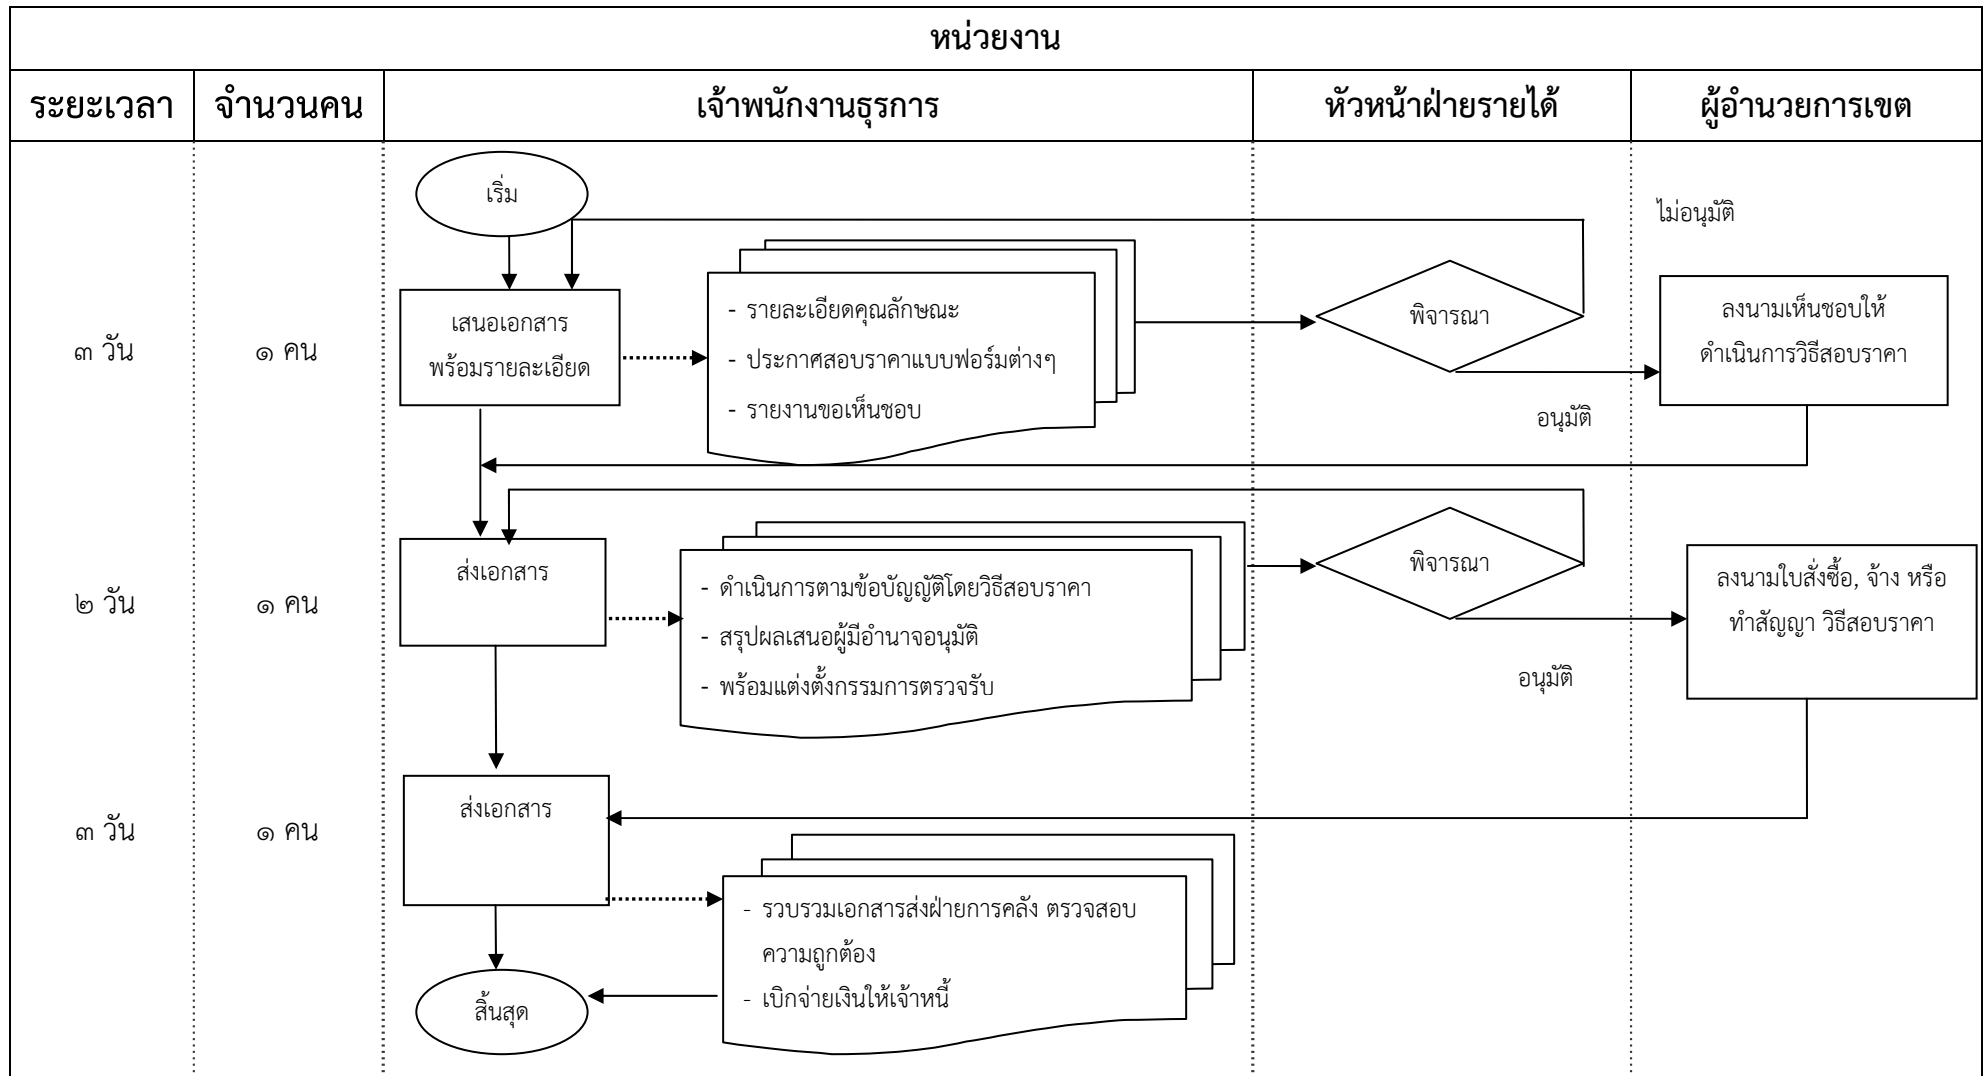 หน่วยงาน
ระยะเวลา
จำนวนคน
เจ้าพนักงานธุรการ
หัวหน้าฝ่ายรายได้
ผู้อำนวยการเขต
เริ่ม
ไม่อนุมัติ
๓ วัน
๑ คน
เสนอเอกสาร
พร้อมรายละเอียด
- รายละเอียดคุณลักษณะ
- ประกาศสอบราคาแบบฟอร์มต่างๆ
- รายงานขอเห็นชอบ
พิจารณา
อนุมัติ
ลงนามเห็นชอบให้
ดำเนินการวิธีสอบราคา
๒ วัน
๑ คน
ส่งเอกสาร
- ดำเนินการตามข้อบัญญัติโดยวิธีสอบราคา
- สรุปผลเสนอผู้มีอำนาจอนุมัติ
- พร้อมแต่งตั้งกรรมการตรวจรับ
พิจารณา
อนุมัติ
ลงนามใบสั่งซื้อ, จ้าง หรือ
ทำสัญญา วิธีสอบราคา
๓ วัน
๑ คน
ส่งเอกสาร
- รวบรวมเอกสารส่งฝ่ายการคลัง ตรวจสอบ
ความถูกต้อง
- เบิกจ่ายเงินให้เจ้าหนี้
สิ้นสุด